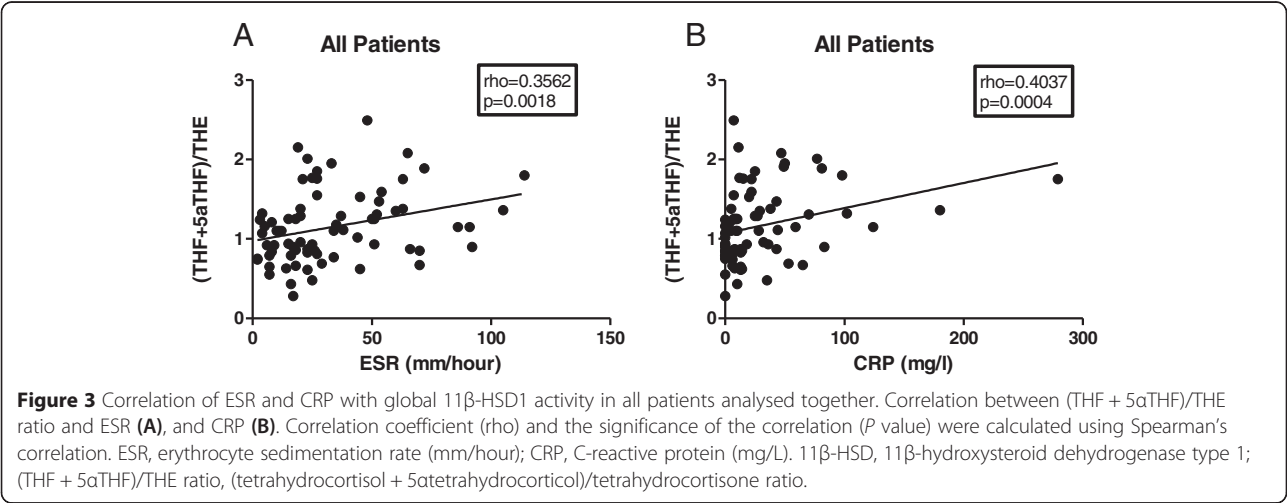 A
All Patients
rho=0.3562
p=0.0018
(THF+5aTHF)/THE
3
2
1
0
0 50 100 150
ESR (mm/hour)
B
All Patients
rho=0.4037
p=0.0004
(THF+5aTHF)/THE
3
2
1
0
0 100 200 300
CRP (mg/l)
Figure 3 Correlation of ESR and CRP with global 11β-HSD1 activity in all patients analysed together. Correlation between (THF + 5αTHF)/THE
ratio and ESR (A), and CRP (B). Correlation coefficient (rho) and the significance of the correlation (P value) were calculated using Spearman's
correlation. ESR, erythrocyte sedimentation rate (mm/hour); CRP, C-reactive protein (mg/L). 11β-HSD, 11β-hydroxysteroid dehydrogenase type 1;
(THF + 5αTHF)/THE ratio, (tetrahydrocortisol + 5αtetrahydrocorticol)/tetrahydrocortisone ratio.